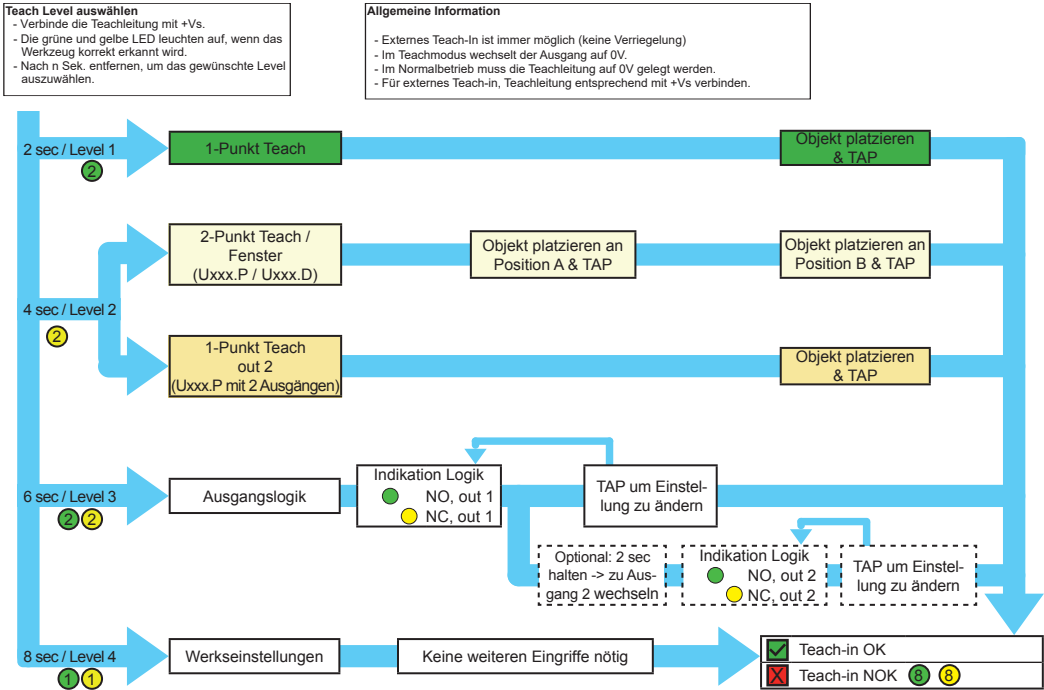 Teach Level auswählen
- Verbinde die Teachleitung mit +Vs.
- Die grüne und gelbe LED leuchten auf, wenn das
Werkzeug korrekt erkannt wird.
- Nach n Sek. entfernen, um das gewünschte Level
auszuwählen.
Allgemeine Information
- Externes Teach-In ist immer möglich (keine Verriegelung)
- Im Teachmodus wechselt der Ausgang auf 0V.
- Im Normalbetrieb muss die Teachleitung auf 0V gelegt werden.
- Für externes Teach-in, Teachleitung entsprechend mit +Vs verbinden.
2 sec / Level 1
2
1-Punkt Teach
Objekt platzieren
& TAP
4 sec / Level 2
2
2-Punkt Teach /
Fenster
(Uxxx.P / Uxxx.D)
Objekt platzieren an
Position A & TAP
Objekt platzieren an
Position B & TAP
1-Punkt Teach
out 2
(Uxxx.P mit 2 Ausgängen)
Objekt platzieren
& TAP
6 sec / Level 3
2 2
Ausgangslogik
Indikation Logik
NO, out 1
NC, out 1
TAP um Einstel-
lung zu ändern
Optional: 2 sec
halten -> zu Aus-
gang 2 wechseln
Indikation Logik
NO, out 2
NC, out 2
TAP um Einstel-
lung zu ändern
8 sec / Level 4
1 1
Werkseinstellungen
Keine weiteren Eingriffe nötig
Teach-in OK
X Teach-in NOK 8 8